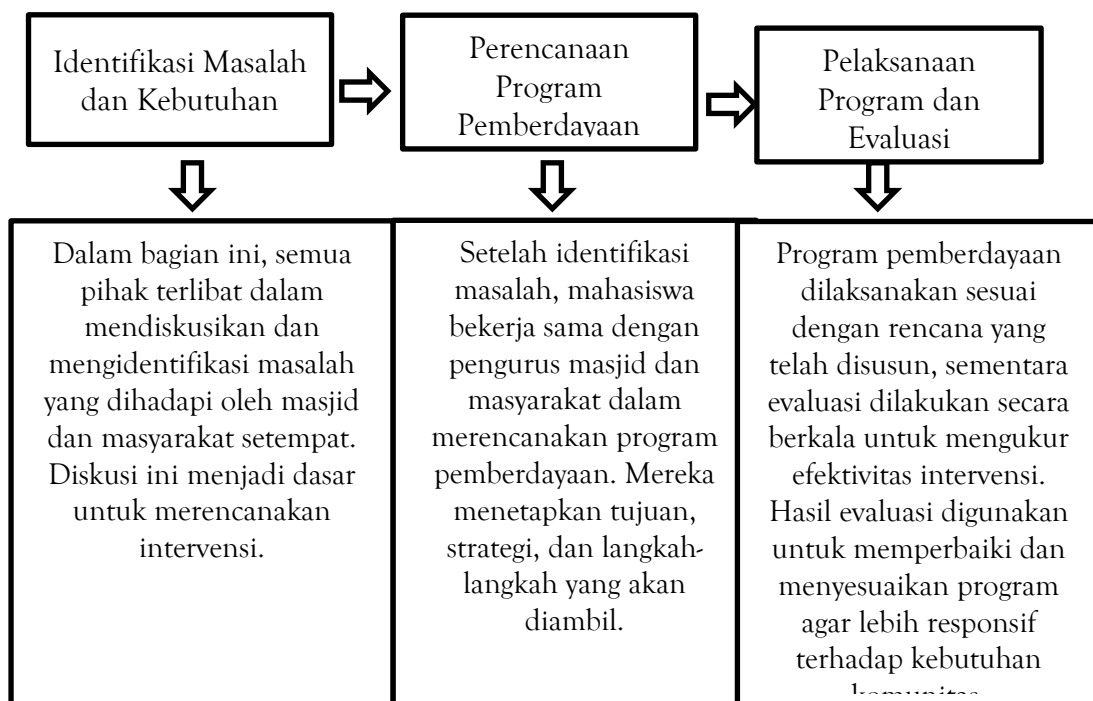 Identifikasi Masalah
dan Kebutuhan
Perencanaan
Program
Pemberdayaan
Pelaksanaan
Program dan
Evaluasi
Dalam bagian ini, semua
pihak terlibat dalam
mendiskusikan dan
mengidentifikasi masalah
yang dihadapi oleh masjid
dan masyarakat setempat.
Diskusi ini menjadi dasar
untuk merencanakan
intervensi.
Setelah identifikasi
masalah, mahasiswa
bekerja sama dengan
pengurus masjid dan
masyarakat dalam
merencanakan program
pemberdayaan. Mereka
menetapkan tujuan,
strategi, dan langkah-
langkah yang akan
diambil.
Program pemberdayaan
dilaksanakan sesuai
dengan rencana yang
telah disusun, sementara
evaluasi dilakukan secara
berkala untuk mengukur
efektivitas intervensi.
Hasil evaluasi digunakan
untuk memperbaiki dan
menyesuaikan program
agar lebih responsif
terhadap kebutuhan